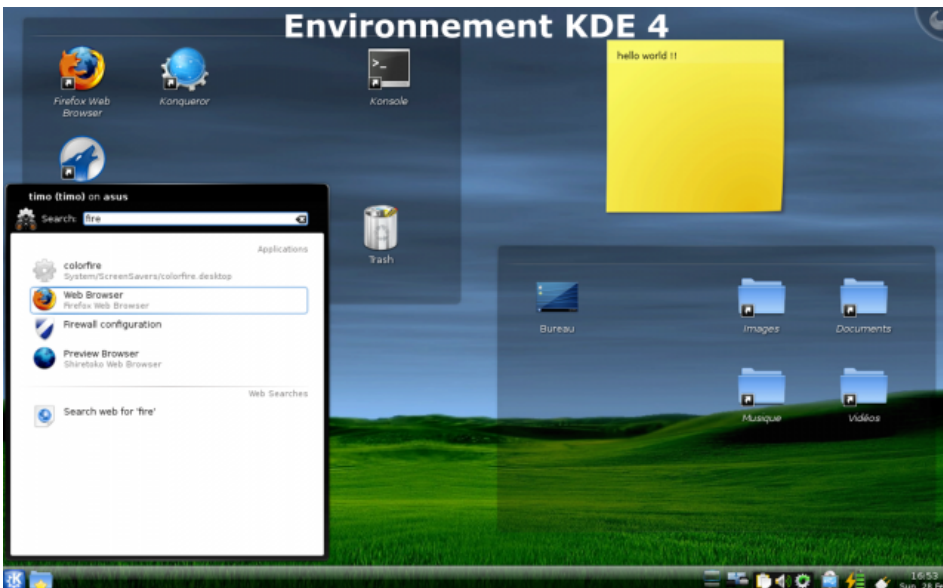 Environnement KDE 4
hello world !!
Firefox Web
Browser
Konqueror
Konsole
timo (timo) on asus
Search: fire
Applications
colorfire
System/ScreenSavers/colorfire.desktop
Web Browser
Firefox Web Browser
Firewall configuration
Preview Browser
Shiretoko Web Browser
Web Searches
Search web for 'fire'
Trash
Bureau
Images
Documents
Musique
Vidéos
16:53
Sun, 28